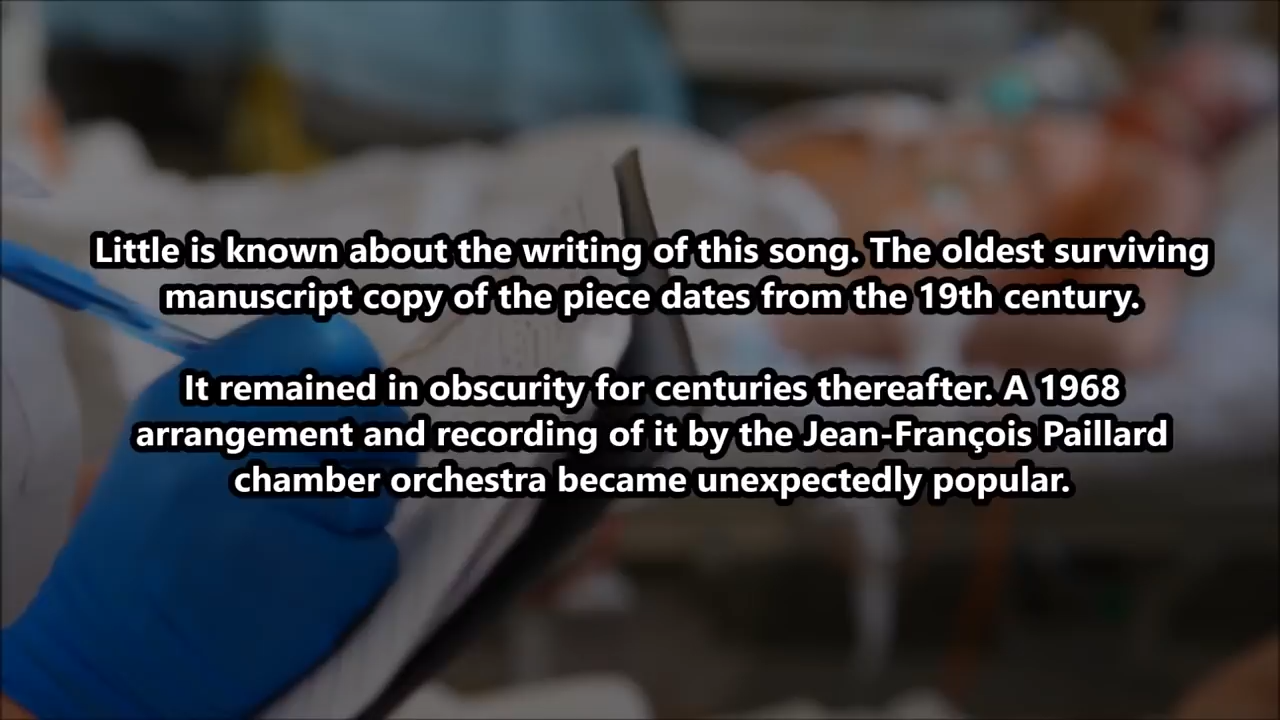 Little is known about the writing of this song. The oldest surviving
manuscript copy of the piece dates from the 19th century.
It remained in obscurity for centuries thereafter. A 1968
arrangement and recording of it by the Jean-François Paillard
chamber orchestra became unexpectedly popular.